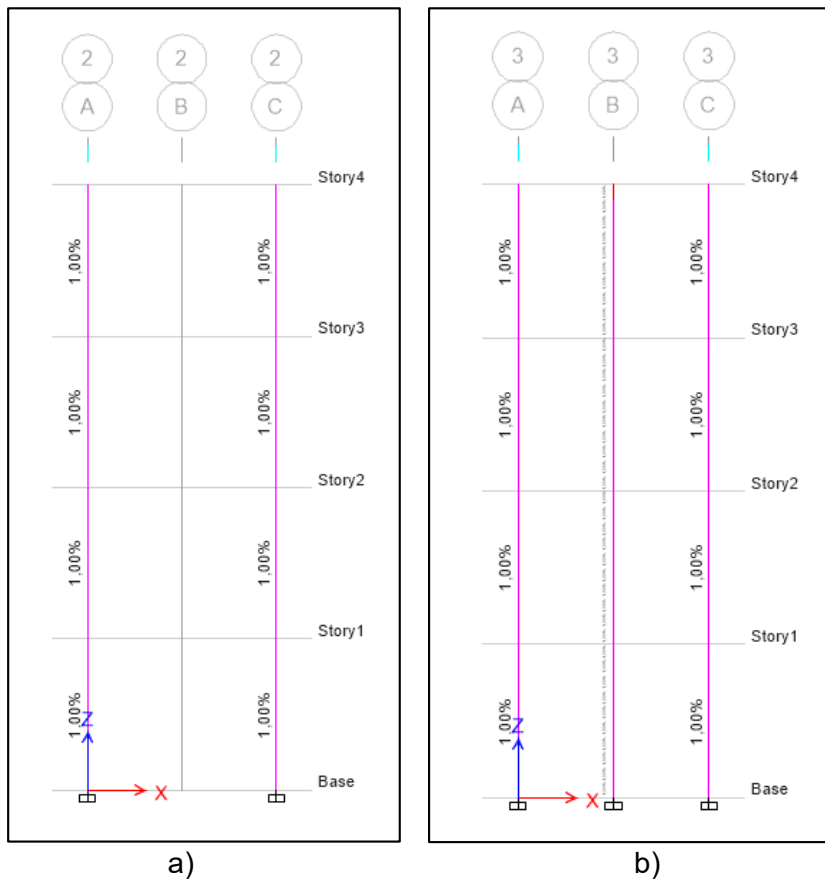 2 2 2
A B C
Story4
1,00% 1,00%
Story3
1,00% 1,00%
Story2
1,00% 1,00%
Story1
1,00% 1,00%
Z
X
Base
a)
3 3 3
A B C
Story4
1,00% 1,00%
Story3
1,00% 1,00%
Story2
1,00% 1,00%
Story1
1,00% 1,00%
Z
X
Base
b)